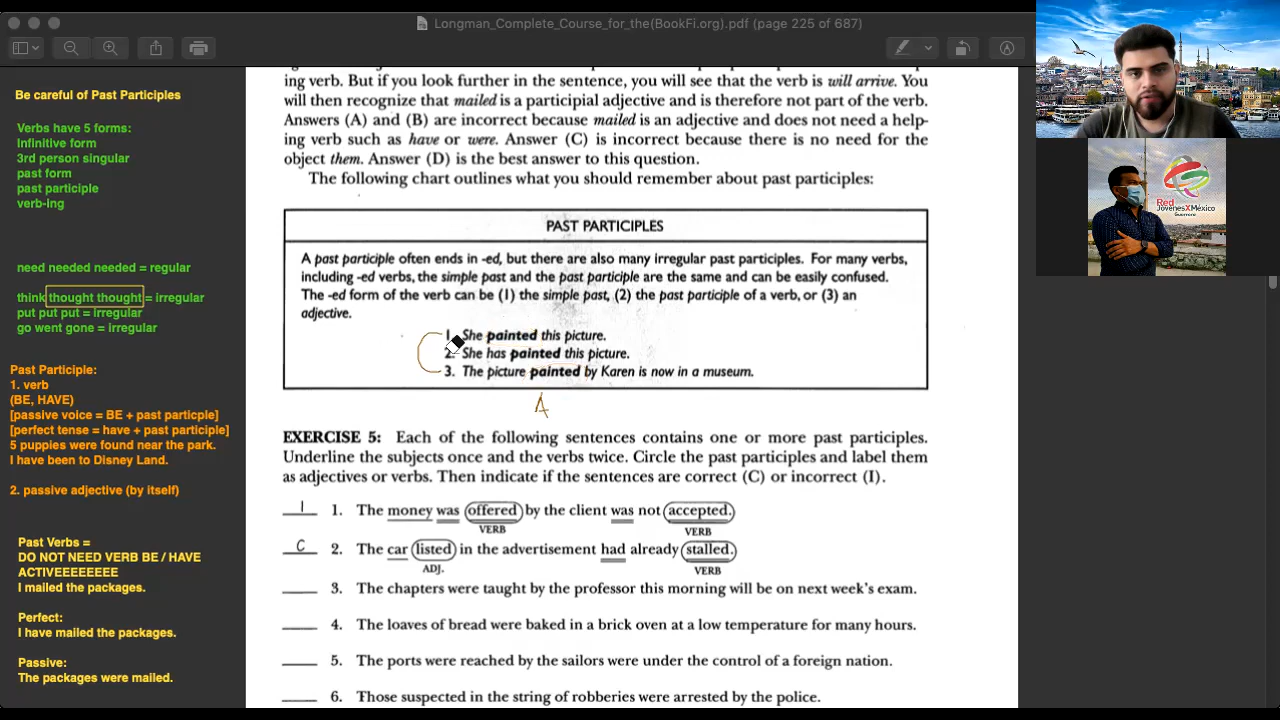 Longman_Complete_Course_for_the(BookFi.org).pdf (page 225 of 687)
Be careful of Past Participles
Verbs have 5 forms:
Infinitive form
3rd person singular
past form
past participle
verb-ing
need needed needed = regular
think thought thought = irregular
put put put = irregular
go went gone = irregular
Past Participle:
1. verb
(BE, HAVE)
[passive voice = BE + past particple]
[perfect tense = have + past participle]
5 puppies were found near the park.
I have been to Disney Land.
2. passive adjective (by itself)
Past Verbs =
DO NOT NEED VERB BE / HAVE
ACTIVEEEEEEEE
I mailed the packages.
Perfect:
I have mailed the packages.
Passive:
The packages were mailed.
ing verb. But if you look further in the sentence, you will see that the verb is will arrive. You
will then recognize that mailed is a participial adjective and is therefore not part of the verb.
Answers (A) and (B) are incorrect because mailed is an adjective and does not need a help-
ing verb such as have or were. Answer (C) is incorrect because there is no need for the
object them. Answer (D) is the best answer to this question.
The following chart outlines what you should remember about past participles:
PAST PARTICIPLES
A past participle often ends in -ed, but there are also many irregular past participles. For many verbs,
including -ed verbs, the simple past and the past participle are the same and can be easily confused.
The -ed form of the verb can be (1) the simple past, (2) the past participle of a verb, or (3) an
adjective.
1. She painted this picture.
2. She has painted this picture.
3. The picture painted by Karen is now in a museum.
A
EXERCISE 5: Each of the following sentences contains one or more past participles.
Underline the subjects once and the verbs twice. Circle the past participles and label them
as adjectives or verbs. Then indicate if the sentences are correct (C) or incorrect (I).
I 1. The money was offered by the client was not accepted.
VERB VERB
C 2. The car listed in the advertisement had already stalled.
ADJ. VERB
3. The chapters were taught by the professor this morning will be on next week's exam.
4. The loaves of bread were baked in a brick oven at a low temperature for many hours.
5. The ports were reached by the sailors were under the control of a foreign nation.
6. Those suspected in the string of robberies were arrested by the police.
Red
JóvenesXMéxico
Guerrero